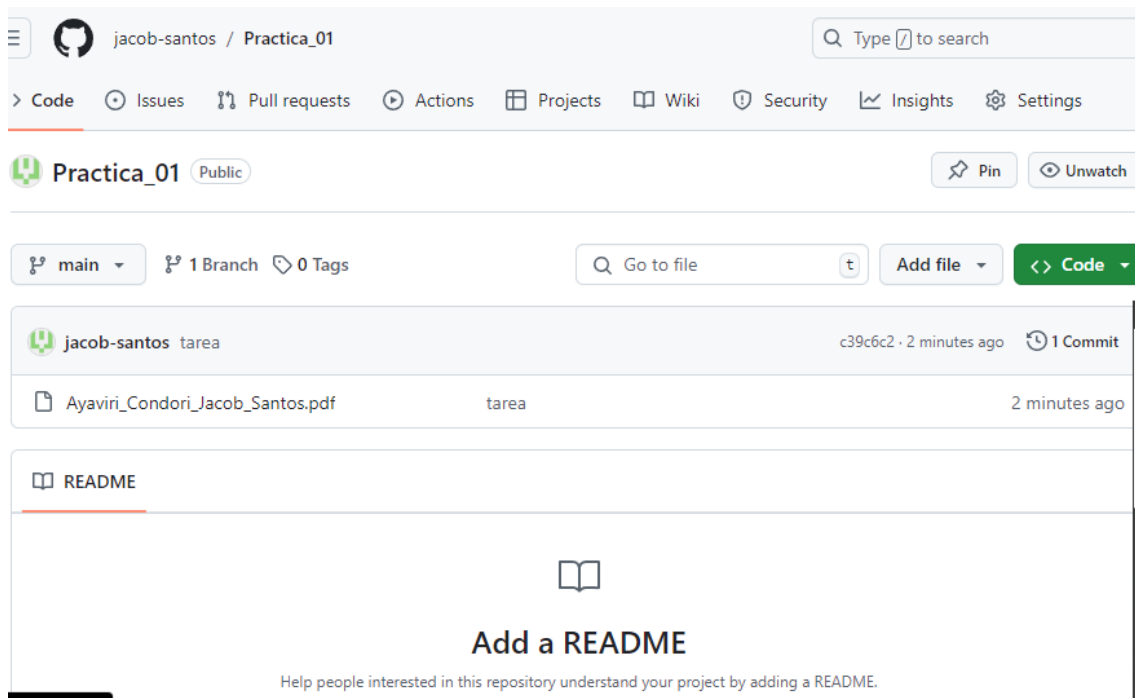 jacob-santos / Practica_01
Type / to search
Code Issues Pull requests Actions Projects Wiki Security Insights Settings
Practica_01 Public Pin Unwatch
main 1 Branch 0 Tags Go to file t Add file Code
jacob-santos tarea c39c6c2 · 2 minutes ago 1 Commit
Ayaviri_Condori_Jacob_Santos.pdf tarea 2 minutes ago
README
Add a README
Help people interested in this repository understand your project by adding a README.